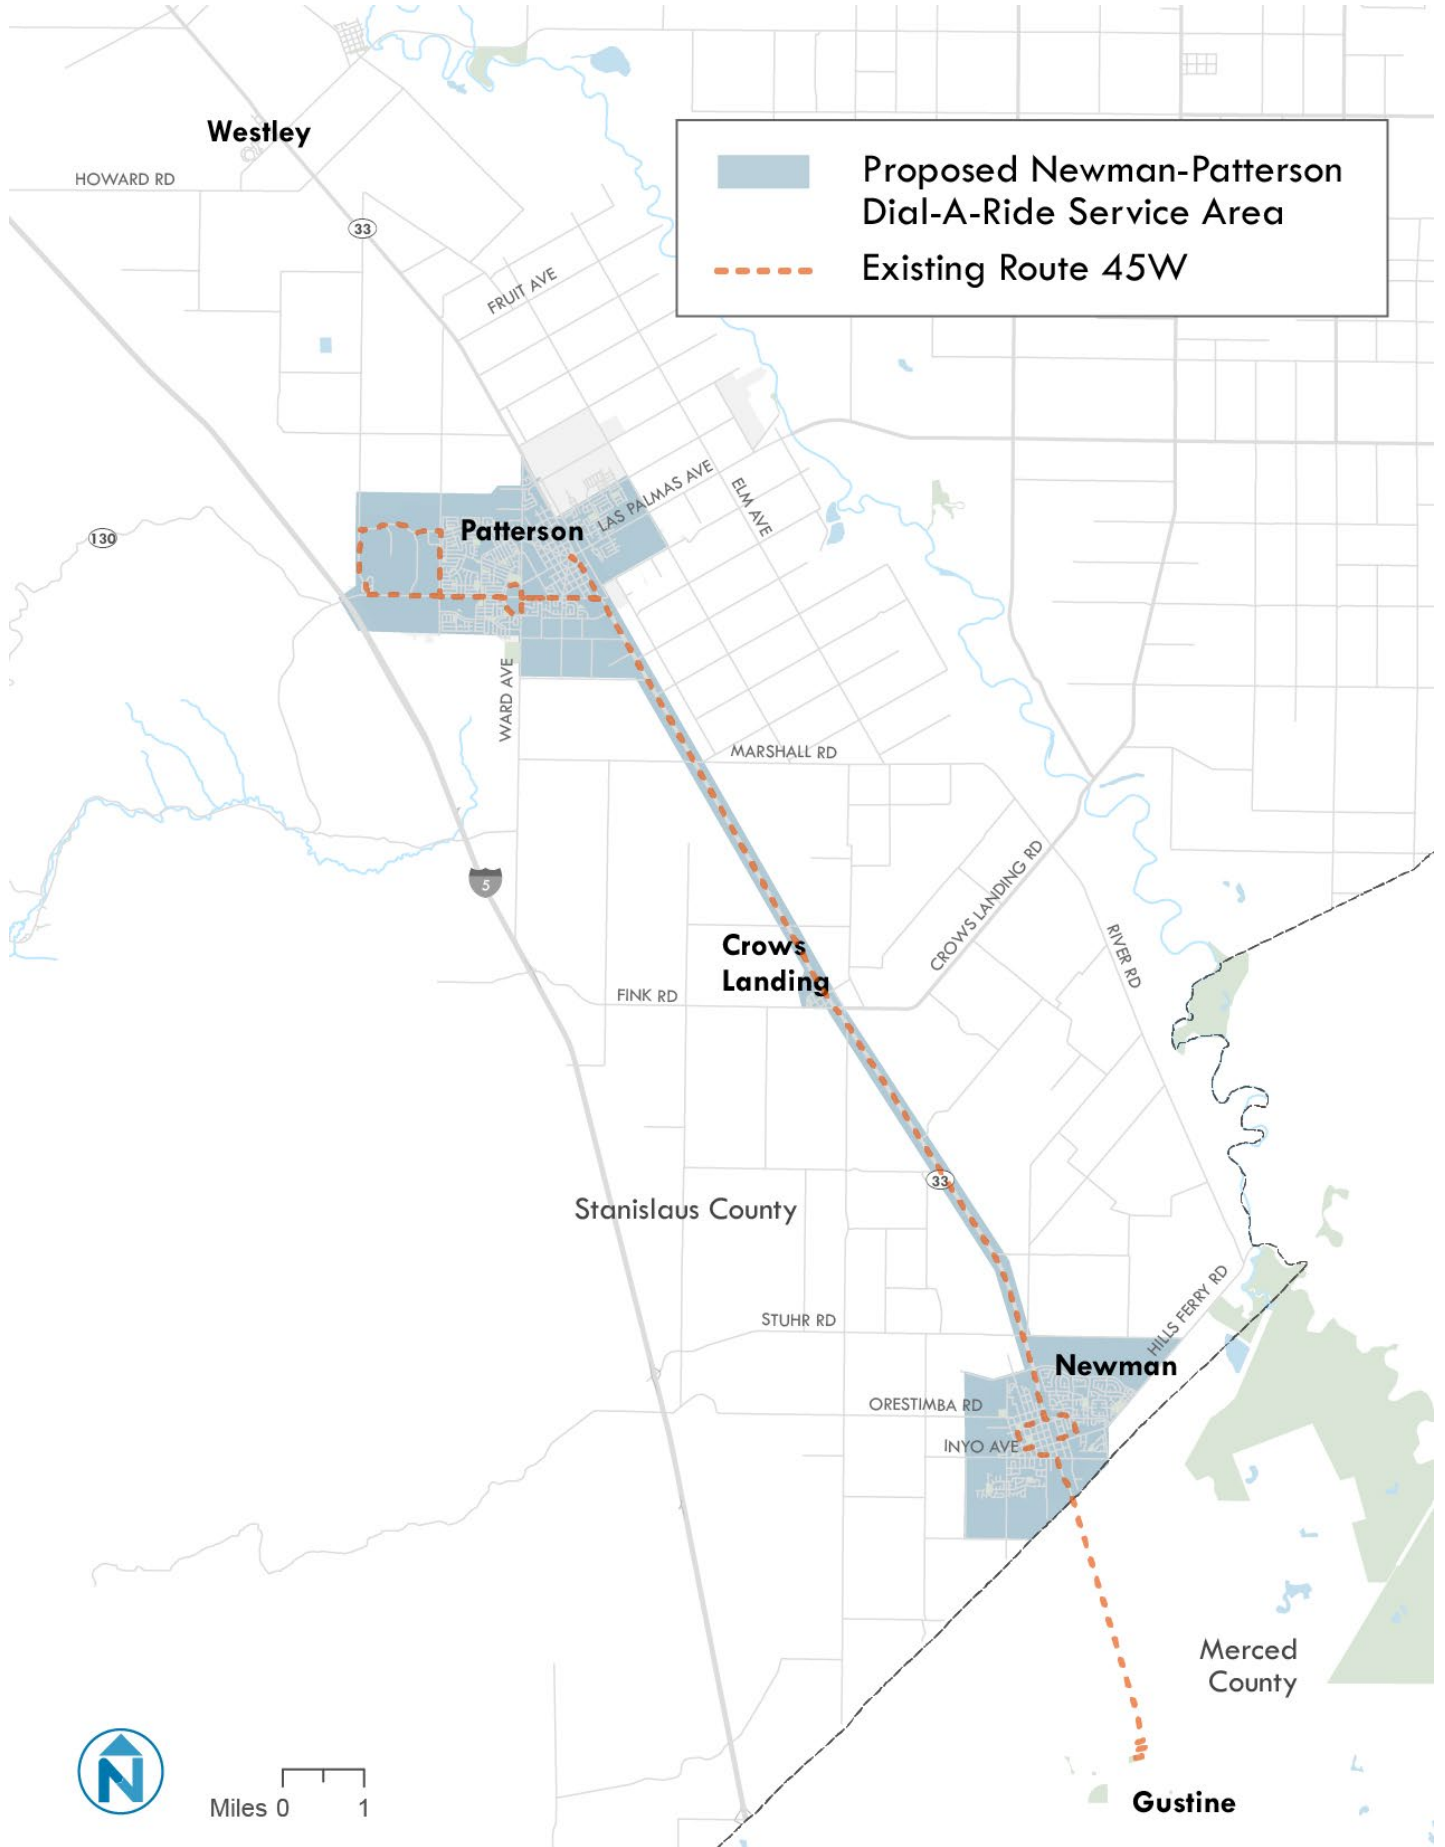 Westley
HOWARD RD
33
Proposed Newman-Patterson
Dial-A-Ride Service Area
Existing Route 45W
FRUIT AVE
LAS PALMAS AVE
ELM AVE
Patterson
130
WARD AVE
MARSHALL RD
5
CROWS LANDING RD
RIVER RD
Crows
Landing
FINK RD
33
Stanislaus County
HILLS FERRY RD
STUHR RD
Newman
ORESTIMBA RD
INYO AVE
Merced
County
N
Miles 0 1
Gustine